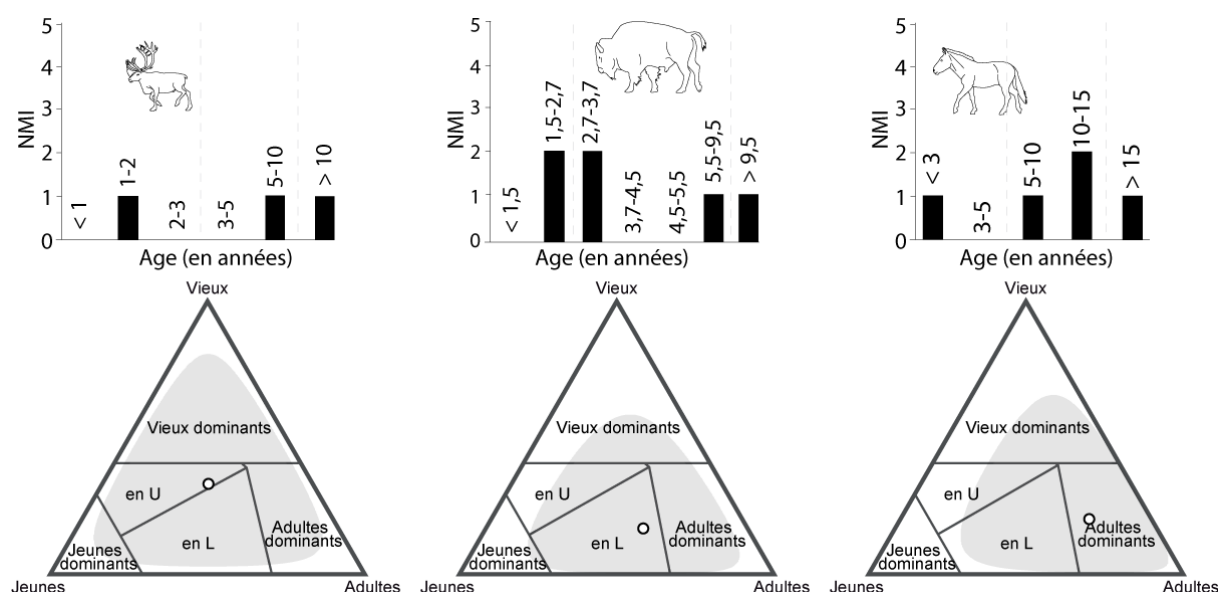 5
4
3
2
1
0
NMI
< 1
1-2
2-3
3-5
5-10
> 10
Age (en années)
5
4
3
2
1
0
NMI
< 1,5
1,5-2,7
2,7-3,7
3,7-4,5
4,5-5,5
5,5-9,5
> 9,5
Age (en années)
5
4
3
2
1
0
NMI
< 3
3-5
5-10
10-15
> 15
Age (en années)
Vieux
Vieux dominants
en U
en L
Adultes
dominants
Jeunes
dominants
Jeunes
Adultes
Vieux
Vieux dominants
en U
en L
Adultes
dominants
Jeunes
dominants
Jeunes
Adultes
Vieux
Vieux dominants
en U
en L
Adultes
dominants
Jeunes
dominants
Jeunes
Adultes